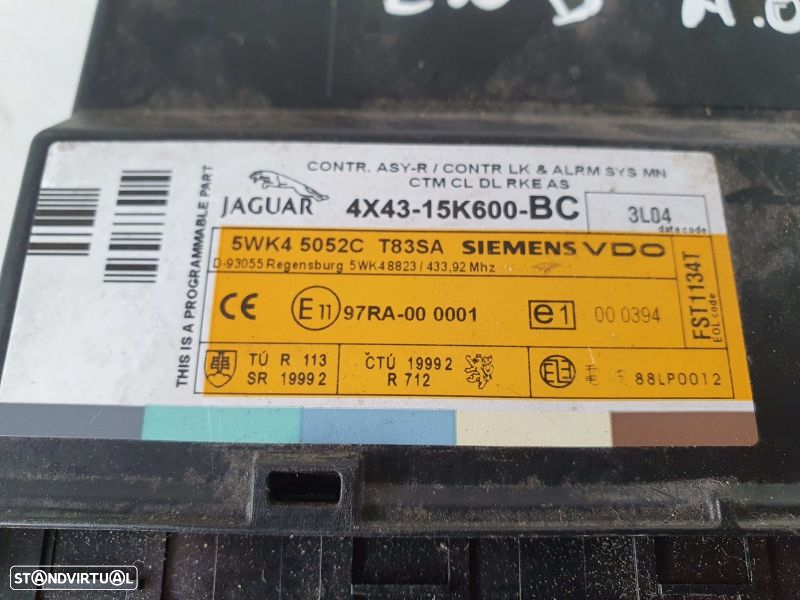 CONTR. ASY-R / CONTR LK & ALRM SYS MN
CTM CL DL RKE AS
JAGUAR 4X43-15K600-BC 3L04
data code
THIS IS A PROGRAMMABLE PART
5WK4 5052C T83SA SIEMENS VDO
D-93055 Regensburg 5WK48823 / 433,92 Mhz
CE E11 97RA-00 0001 e1 00 0394
FST1134T
EOL code
TÚ R 113
SR 1999 2
ČTÚ 1999 2
R 712
88LP0012
STANDVIRTUAL